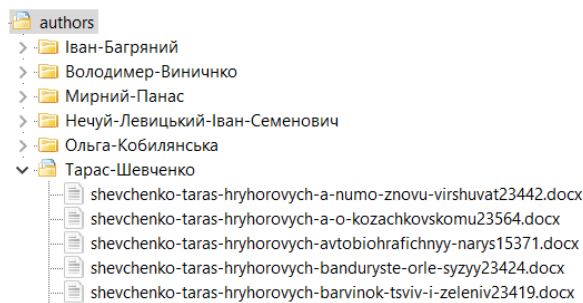 authors
Іван-Багряний
Володимер-Виничнко
Мирний-Панас
Нечуй-Левицький-Іван-Семенович
Ольга-Кобилянська
Тарас-Шевченко
shevchenko-taras-hryhorovych-a-numo-znovu-virshuvat23442.docx
shevchenko-taras-hryhorovych-a-o-kozachkovskomu23564.docx
shevchenko-taras-hryhorovych-avtobiohrafichnyy-narys15371.docx
shevchenko-taras-hryhorovych-banduryste-orle-syzyy23424.docx
shevchenko-taras-hryhorovych-barvinok-tsviv-i-zeleniv23419.docx